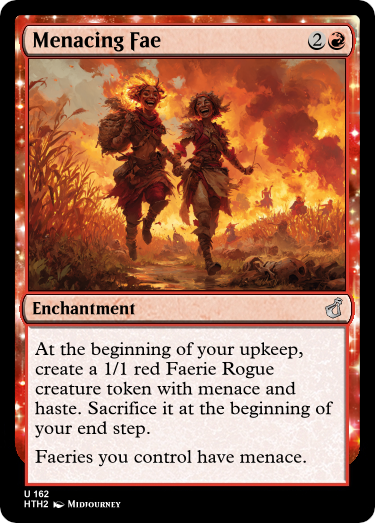 Menacing Fae 2
Enchantment
At the beginning of your upkeep,
create a 1/1 red Faerie Rogue
creature token with menace and
haste. Sacrifice it at the beginning of
your end step.
Faeries you control have menace.
U 162
HTH2 Midjourney